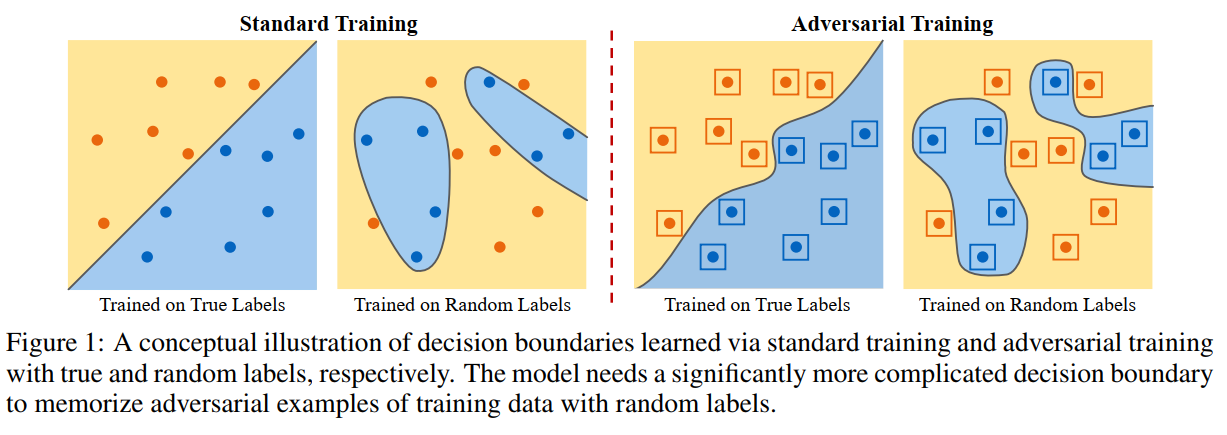 Standard Training
Adversarial Training
Trained on True Labels
Trained on Random Labels
Trained on True Labels
Trained on Random Labels
Figure 1: A conceptual illustration of decision boundaries learned via standard training and adversarial training
with true and random labels, respectively. The model needs a significantly more complicated decision boundary
to memorize adversarial examples of training data with random labels.